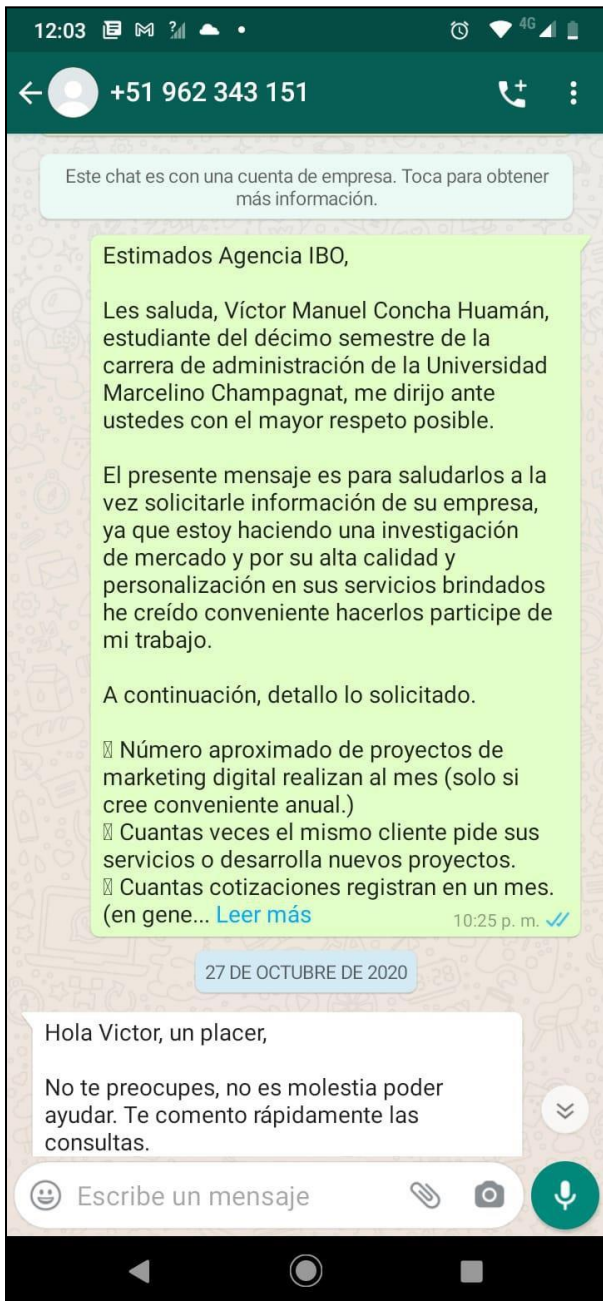 12:03
4G
+51 962 343 151
Este chat es con una cuenta de empresa. Toca para obtener
más información.
Estimados Agencia IBO,
Les saluda, Víctor Manuel Concha Huamán,
estudiante del décimo semestre de la
carrera de administración de la Universidad
Marcelino Champagnat, me dirijo ante
ustedes con el mayor respeto posible.
El presente mensaje es para saludarlos a la
vez solicitarle información de su empresa,
ya que estoy haciendo una investigación
de mercado y por su alta calidad y
personalización en sus servicios brindados
he creído conveniente hacerlos participe de
mi trabajo.
A continuación, detallo lo solicitado.
Número aproximado de proyectos de
marketing digital realizan al mes (solo si
cree conveniente anual.)
Cuantas veces el mismo cliente pide sus
servicios o desarrolla nuevos proyectos.
Cuantas cotizaciones registran en un mes.
(en gene... Leer más
10:25 p. m.
27 DE OCTUBRE DE 2020
Hola Victor, un placer,
No te preocupes, no es molestia poder
ayudar. Te comento rápidamente las
consultas.
Escribe un mensaje